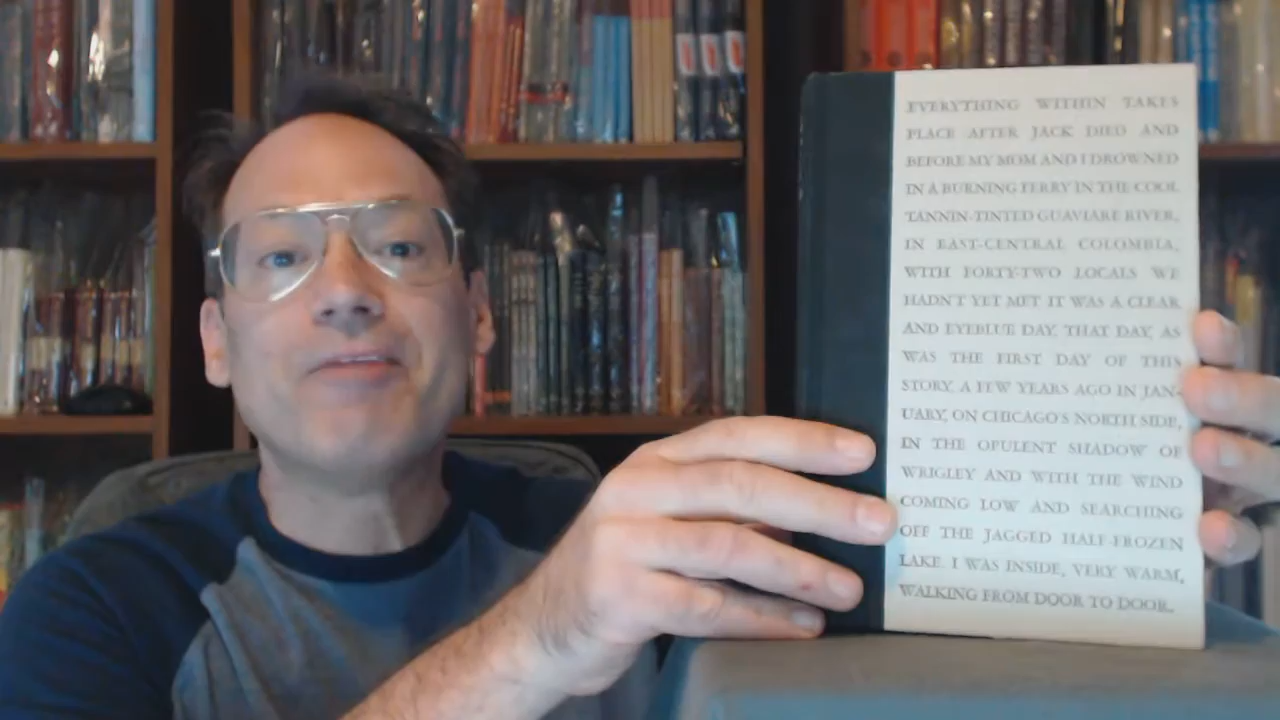 EVERYTHING WITHIN TAKES
PLACE AFTER JACK DIED AND
BEFORE MY MOM AND I DROWNED
IN A BURNING FERRY IN THE COOL
TANNIN-TINTED GUAVIARE RIVER,
IN EAST-CENTRAL COLOMBIA,
WITH FORTY-TWO LOCALS WE
HADN'T YET MET. IT WAS A CLEAR
AND EYEBLUE DAY, THAT DAY, AS
WAS THE FIRST DAY OF THIS
STORY, A FEW YEARS AGO IN JAN-
UARY, ON CHICAGO'S NORTH SIDE,
IN THE OPULENT SHADOW OF
WRIGLEY AND WITH THE WIND
COMING LOW AND SEARCHING
OFF THE JAGGED HALF-FROZEN
LAKE. I WAS INSIDE, VERY WARM,
WALKING FROM DOOR TO DOOR.